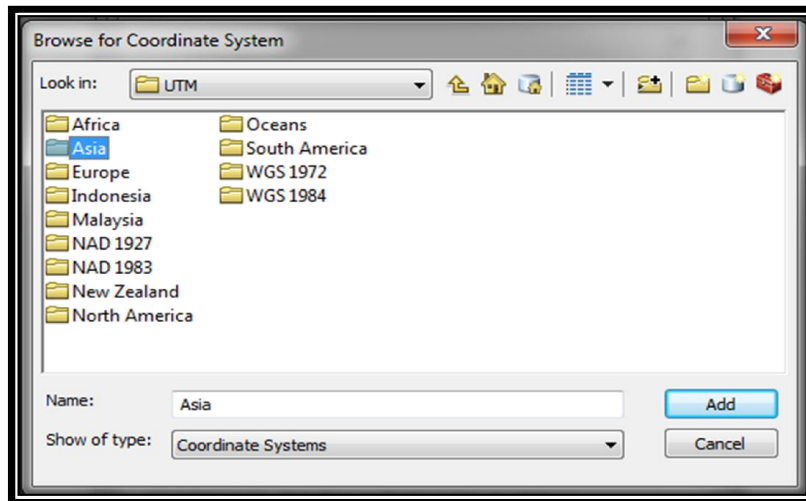 Browse for Coordinate System
Look in: UTM
Africa
Asia
Europe
Indonesia
Malaysia
NAD 1927
NAD 1983
New Zealand
North America
Oceans
South America
WGS 1972
WGS 1984
Name: Asia
Add
Show of type: Coordinate Systems
Cancel